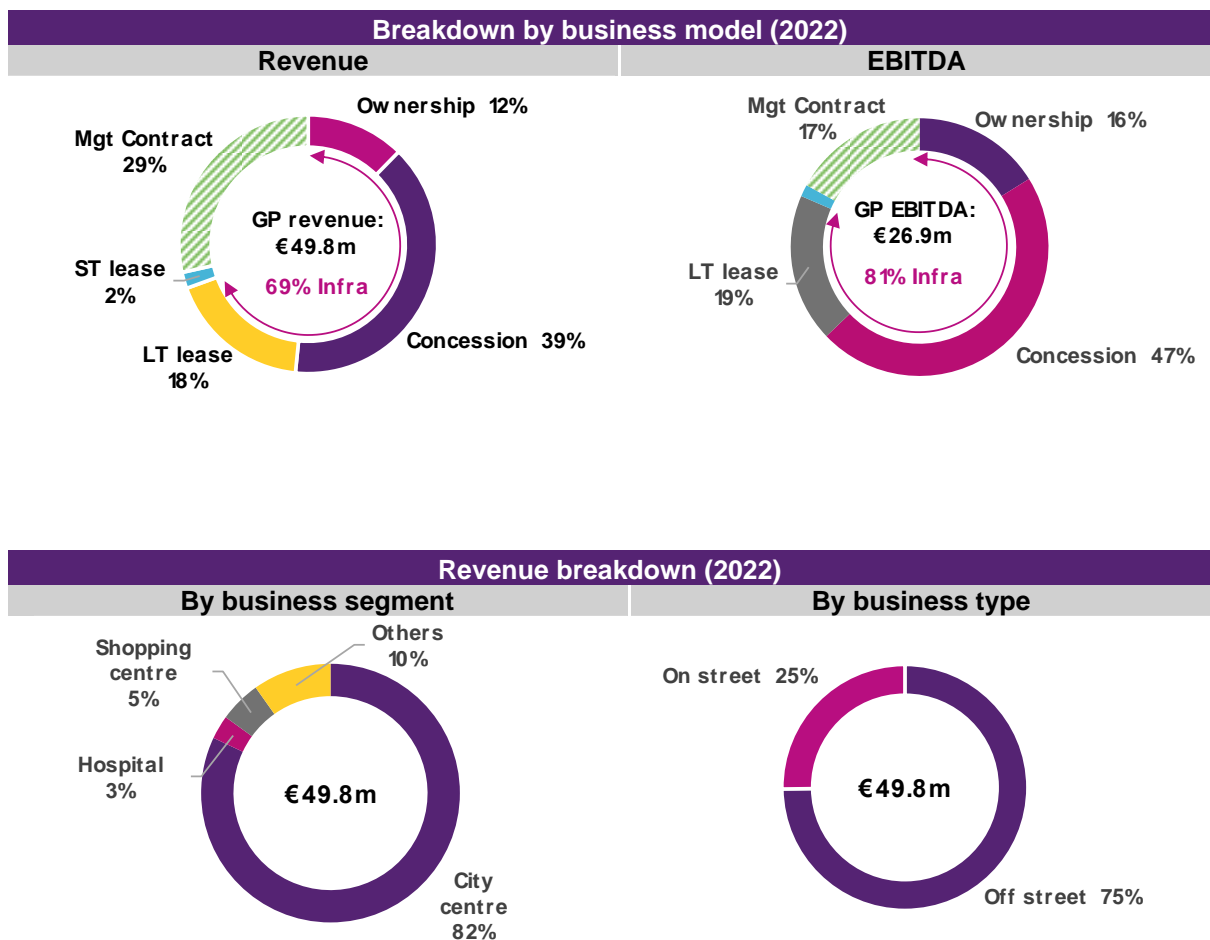 Breakdown by business model (2022)
Revenue
EBITDA
Ownership 12%
Mgt Contract
29%
GP revenue:
€49.8m
69% Infra
ST lease
2%
LT lease
18%
Concession 39%
Mgt Contract
17%
Ownership 16%
GP EBITDA:
€26.9m
81% Infra
LT lease
19%
Concession 47%
Revenue breakdown (2022)
By business segment
By business type
Others
10%
Shopping
centre
5%
Hospital
3%
€49.8m
City
centre
82%
On street 25%
€49.8m
Off street 75%